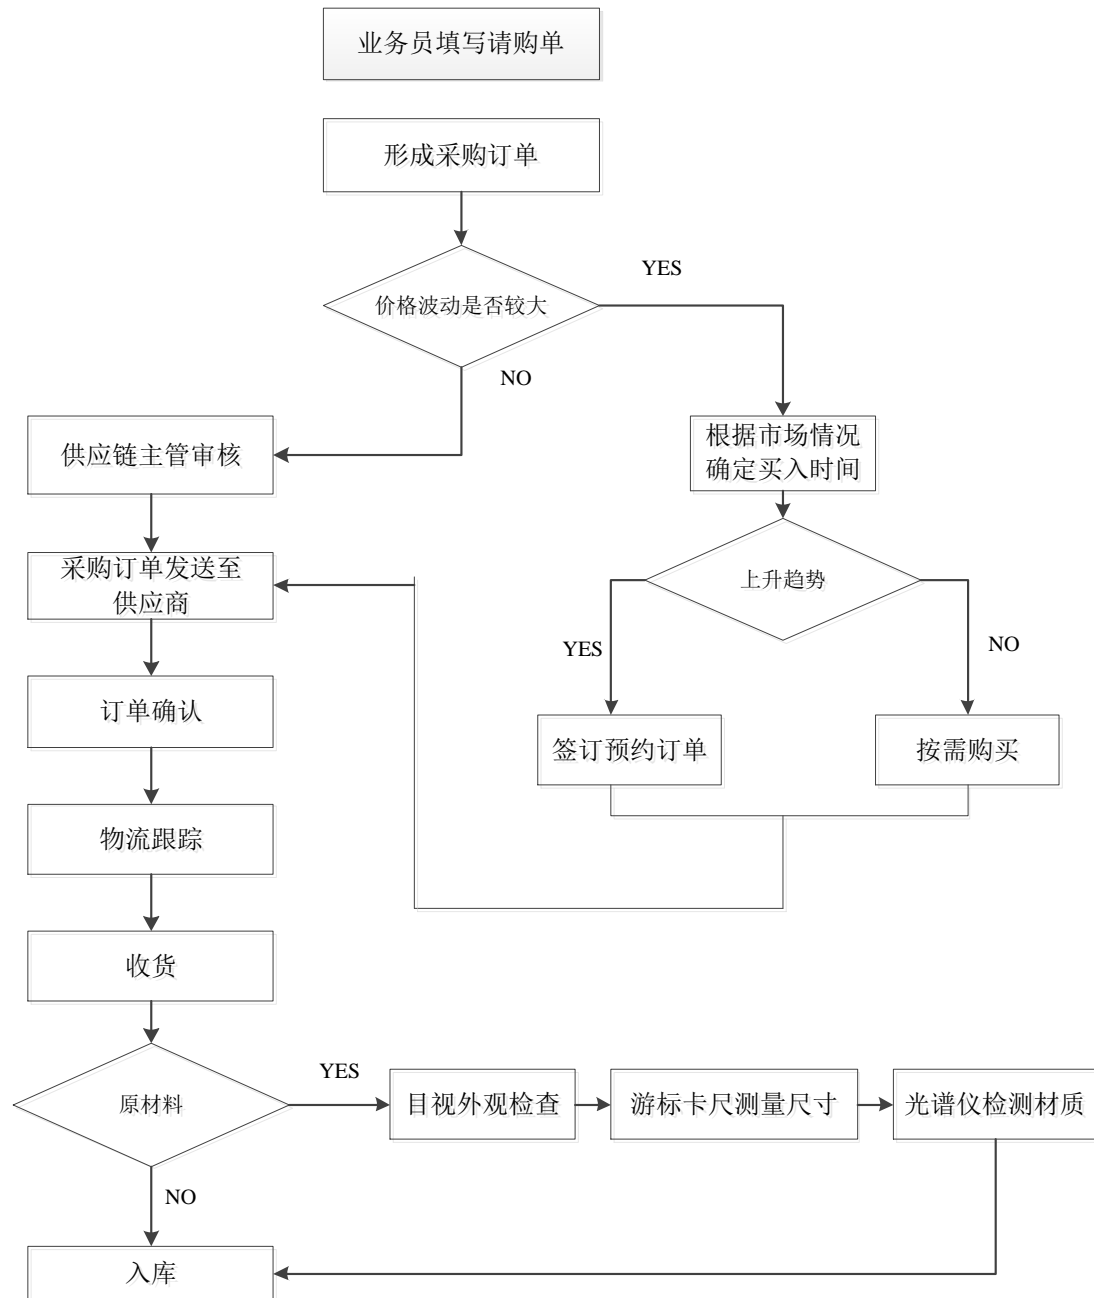 业务员填写请购单
形成采购订单
YES
价格波动是否较大
NO
供应链主管审核
根据市场情况
确定买入时间
采购订单发送至
供应商
上升趋势
YES
NO
订单确认
签订预约订单
按需购买
物流跟踪
收货
原材料
YES
目视外观检查
游标卡尺测量尺寸
光谱仪检测材质
NO
入库